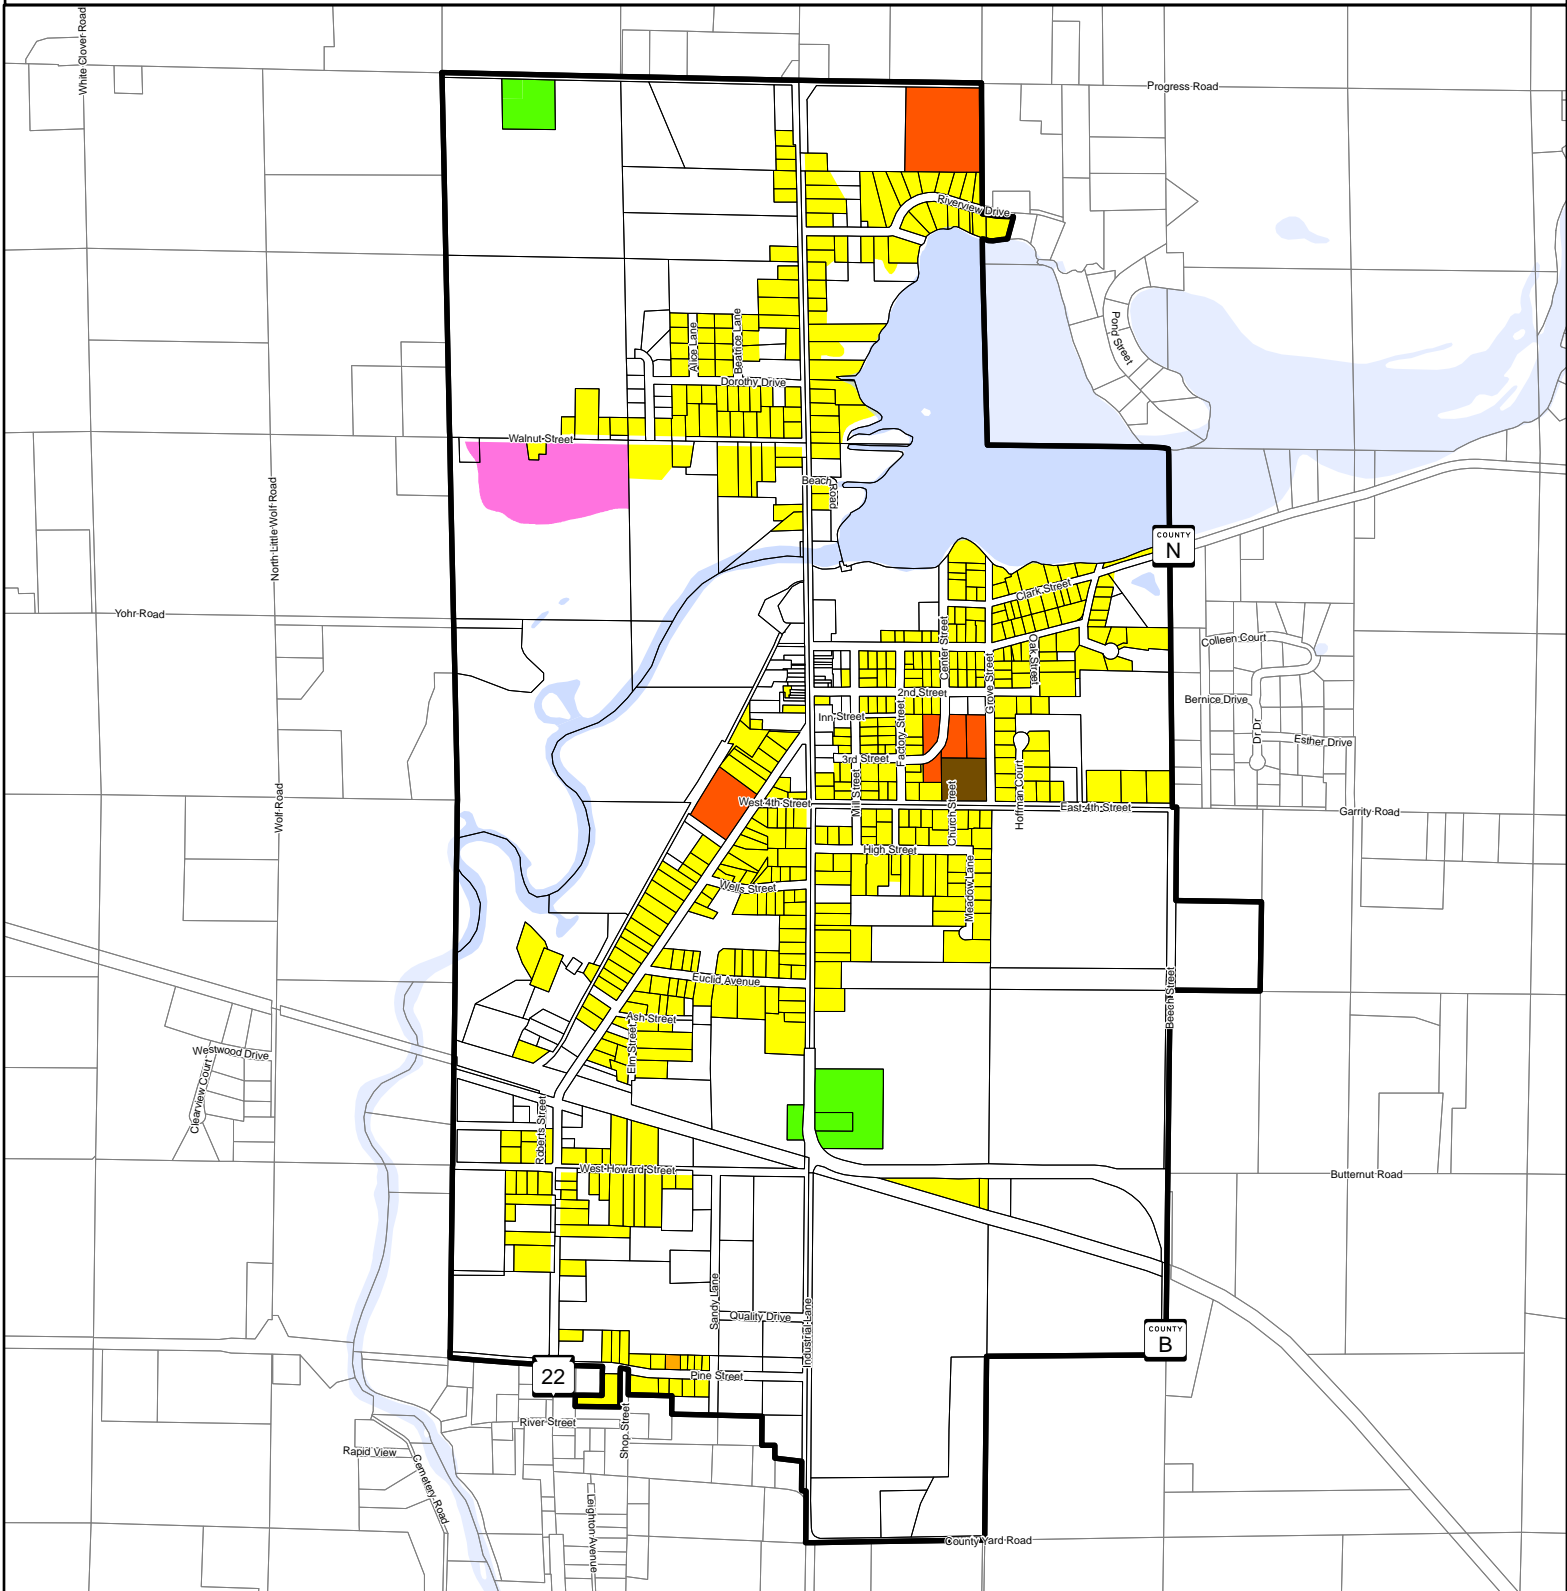 White Clover Road
Progress Road
Riverview Drive
Pond Street
Alice Lane
Beatrice Lane
Dorothy Drive
Walnut Street
Beach Road
North Little Wolf Road
COUNTY
N
Clark Street
Yohr Road
Center Street
Oak Street
Colleen Court
Grove Street
2nd Street
Bernice Drive
Inn Street
Factory Street
Dr Dr
Esther Drive
3rd Street
Hoffman Court
Mill Street
Church Street
Wolf Road
West 4th Street
East 4th Street
Garrity Road
High Street
Meadow Lane
Wells Street
Euclid Avenue
Beech Street
Ash Street
Elm Street
Westwood Drive
Clearview Court
Roberts Street
West Howard Street
Butternut Road
Sandy Lane
Quality Drive
Industrial Lane
COUNTY
B
22
Pine Street
River Street
Shop Street
Rapid View
Cemetery Road
Leighton Avenue
County Yard Road